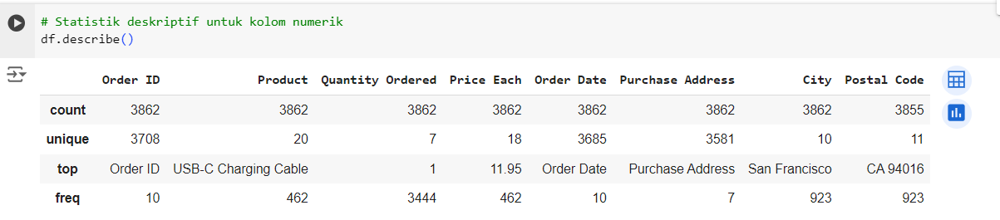 # Statistik deskriptif untuk kolom numerik
df.describe()
Order ID Product Quantity Ordered Price Each Order Date Purchase Address City Postal Code
count 3862 3862 3862 3862 3862 3862 3862 3855
unique 3708 20 7 18 3685 3581 10 11
top Order ID USB-C Charging Cable 1 11.95 Order Date Purchase Address San Francisco CA 94016
freq 10 462 3444 462 10 7 923 923